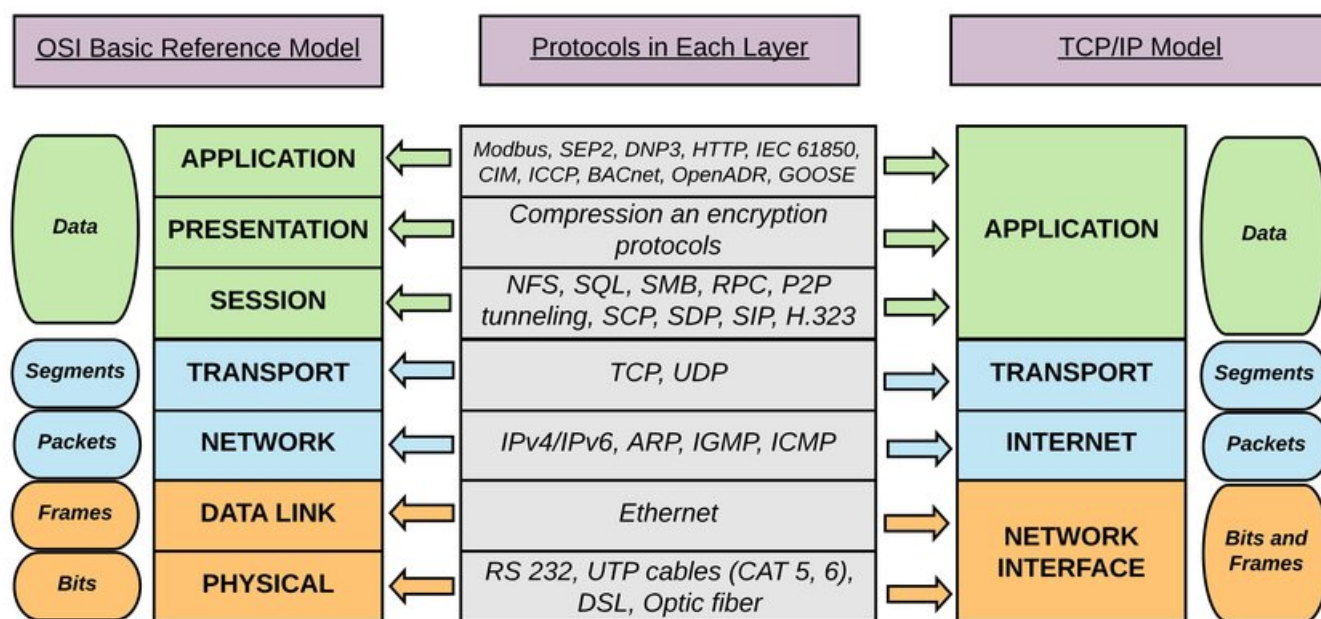 OSI Basic Reference Model
Protocols in Each Layer
TCP/IP Model
Data
APPLICATION
Modbus, SEP2, DNP3, HTTP, IEC 61850,
CIM, ICCP, BACnet, OpenADR, GOOSE
PRESENTATION
Compression an encryption
protocols
SESSION
NFS, SQL, SMB, RPC, P2P
tunneling, SCP, SDP, SIP, H.323
APPLICATION
Data
Segments
TRANSPORT
TCP, UDP
TRANSPORT
Segments
Packets
NETWORK
IPv4/IPv6, ARP, IGMP, ICMP
INTERNET
Packets
Frames
DATA LINK
Ethernet
Bits
PHYSICAL
RS 232, UTP cables (CAT 5, 6),
DSL, Optic fiber
NETWORK
INTERFACE
Bits and
Frames